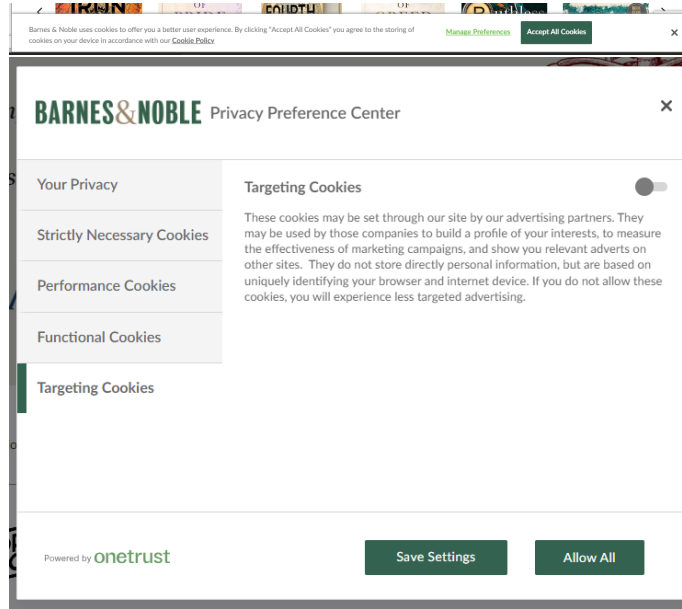 IRON
OF
FOURTH
OF
Ruthless
Barnes & Noble uses cookies to offer you a better user experience. By clicking "Accept All Cookies" you agree to the storing of
cookies on your device in accordance with our Cookie Policy
Manage Preferences
Accept All Cookies
BARNES&NOBLE Privacy Preference Center
Your Privacy
Strictly Necessary Cookies
Performance Cookies
Functional Cookies
Targeting Cookies
Targeting Cookies
These cookies may be set through our site by our advertising partners. They
may be used by those companies to build a profile of your interests, to measure
the effectiveness of marketing campaigns, and show you relevant adverts on
other sites. They do not store directly personal information, but are based on
uniquely identifying your browser and internet device. If you do not allow these
cookies, you will experience less targeted advertising.
Powered by onetrust
Save Settings
Allow All